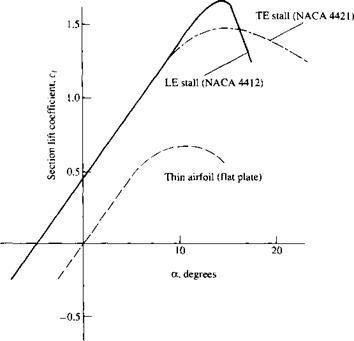 1.5
TE stall (NACA 4421)
LE stall (NACA 4412)
1.0
Section lift coefficient, cl
0.5
Thin airfoil (flat plate)
0
10
20
α, degrees
−0.5